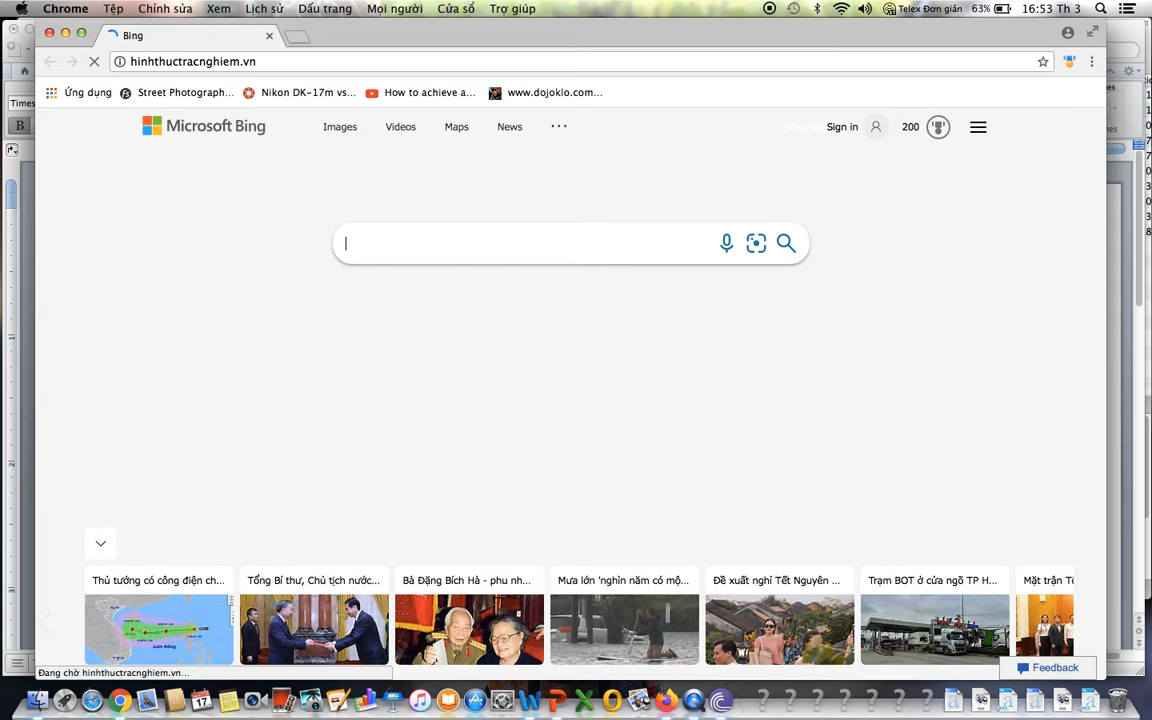 Chrome Tệp Chỉnh sửa Xem Lịch sử Dấu trang Mọi người Cửa sổ Trợ giúp Telex Đơn giản 63% 16:53 Th 3
Bing
hinhthuctracnghiem.vn
Ứng dụng Street Photograph... Nikon DK-17m vs... How to achieve a... www.dojoklo.com...
Times
B
Microsoft Bing Images Videos Maps News ... Sign in 200
Thủ tướng có công điện ch... Tổng Bí thư, Chủ tịch nước... Bà Đặng Bích Hà - phu nh... Mưa lớn 'nghìn năm có mộ... Đề xuất nghỉ Tết Nguyên ... Trạm BOT ở cửa ngõ TP H... Mặt trận Tổ
Feedback
Đang chờ hinhthuctracnghiem.vn...
17